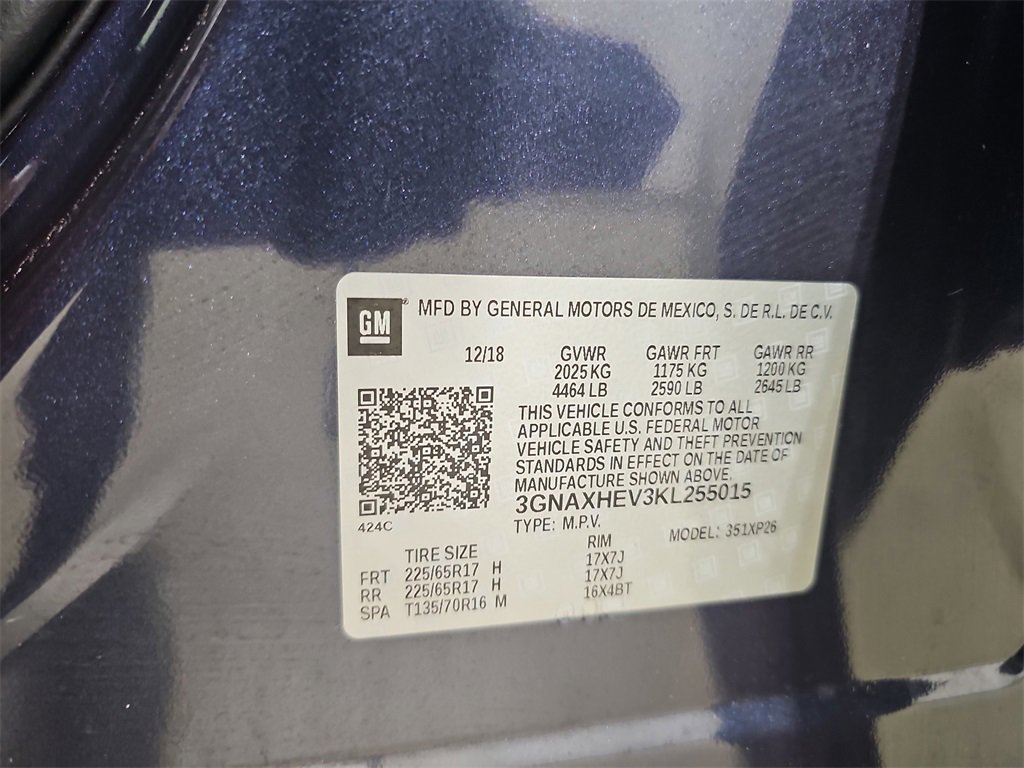 GM
MFD BY GENERAL MOTORS DE MEXICO, S. DE R.L. DE C.V.
12/18 GVWR GAWR FRT GAWR RR
2025 KG 1175 KG 1200 KG
4464 LB 2590 LB 2645 LB
THIS VEHICLE CONFORMS TO ALL
APPLICABLE U.S. FEDERAL MOTOR
VEHICLE SAFETY AND THEFT PREVENTION
STANDARDS IN EFFECT ON THE DATE OF
MANUFACTURE SHOWN ABOVE.
3GNAXHEV3KL255015
424C
TYPE: M.P.V. MODEL: 351XP26
TIRE SIZE RIM
FRT 225/65R17 H 17X7J
RR 225/65R17 H 17X7J
SPA T135/70R16 M 16X4BT